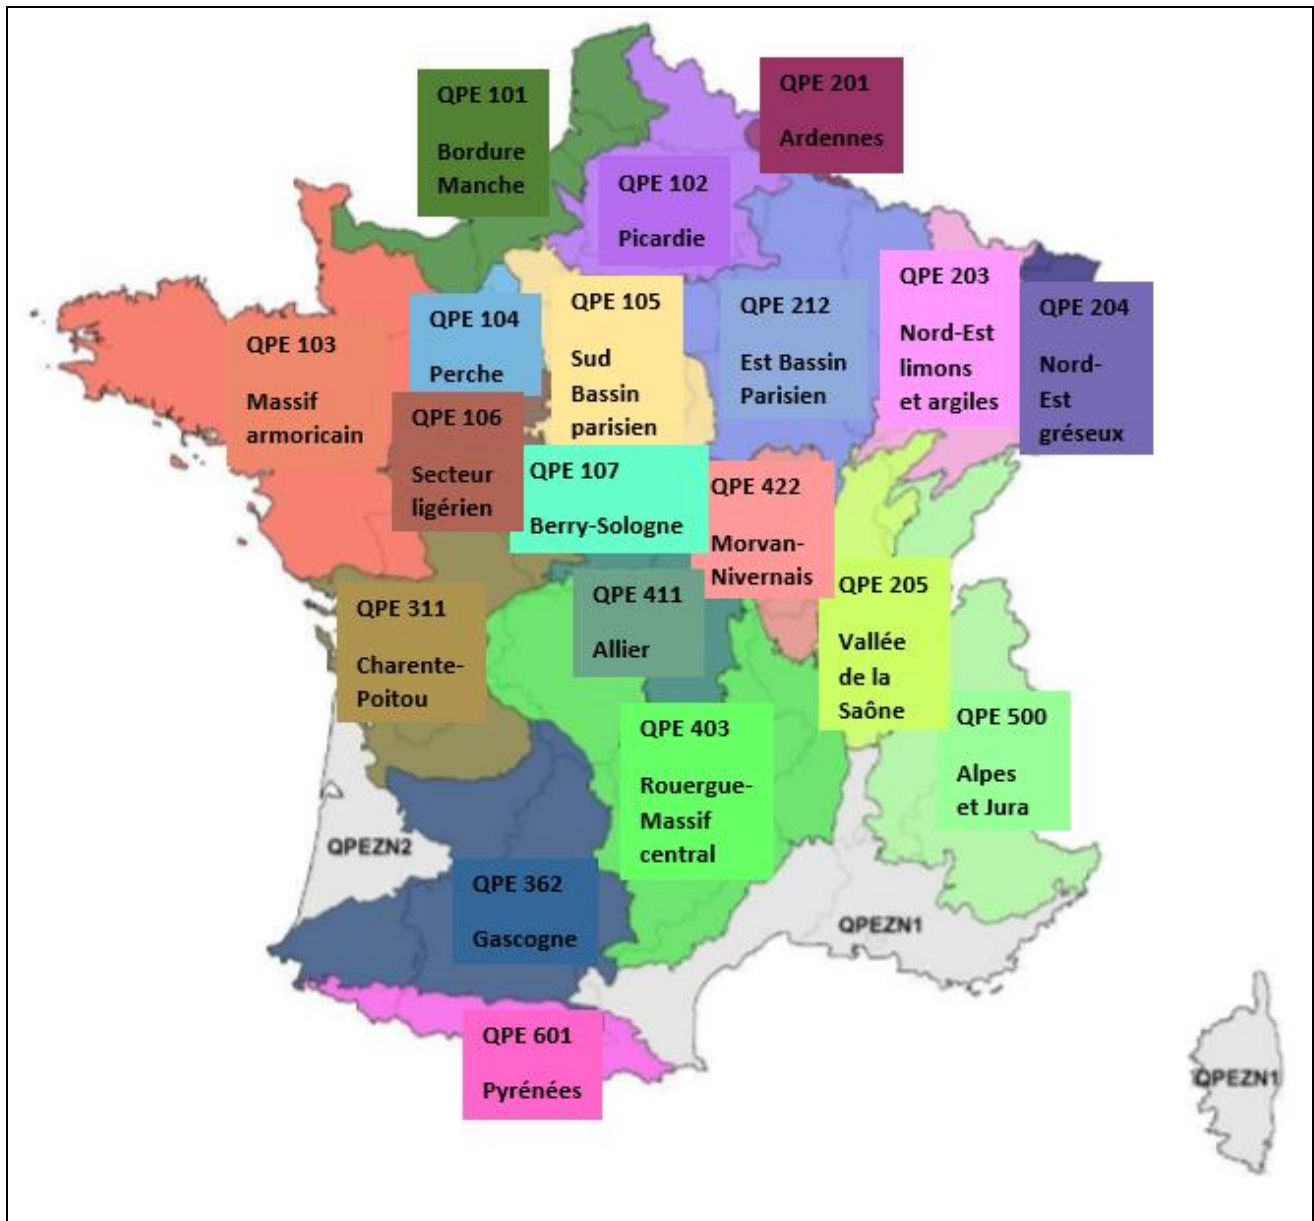 QPE 101
Bordure
Manche
QPE 201
Ardennes
QPE 102
Picardie
QPE 103
Massif
armoricain
QPE 104
Perche
QPE 105
Sud
Bassin
parisien
QPE 212
Est Bassin
Parisien
QPE 203
Nord-Est
limons
et argiles
QPE 204
Nord-
Est
gréseux
QPE 106
Secteur
ligérien
QPE 107
Berry-Sologne
QPE 422
Morvan-
Nivernais
QPE 311
Charente-
Poitou
QPE 411
Allier
QPE 205
Vallée
de la
Saône
QPE 403
Rouergue-
Massif
central
QPE 500
Alpes
et Jura
QPEZN2
QPE 362
Gascogne
QPEZN1
QPE 601
Pyrénées
QPEZN1